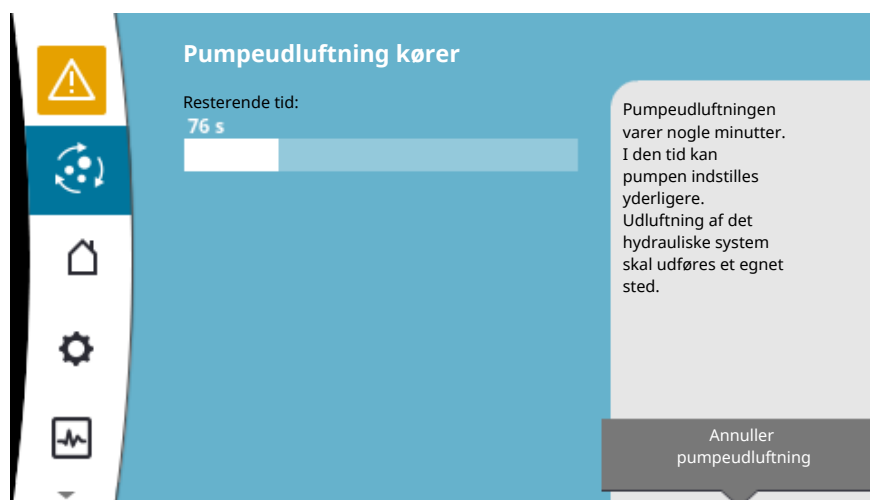 Pumpeudluftning kører
Resterende tid:
76 s
Pumpeudluftningen
varer nogle minutter.
I den tid kan
pumpen indstilles
yderligere.
Udluftning af det
hydrauliske system
skal udføres et egnet
sted.
Annuller
pumpeudluftning